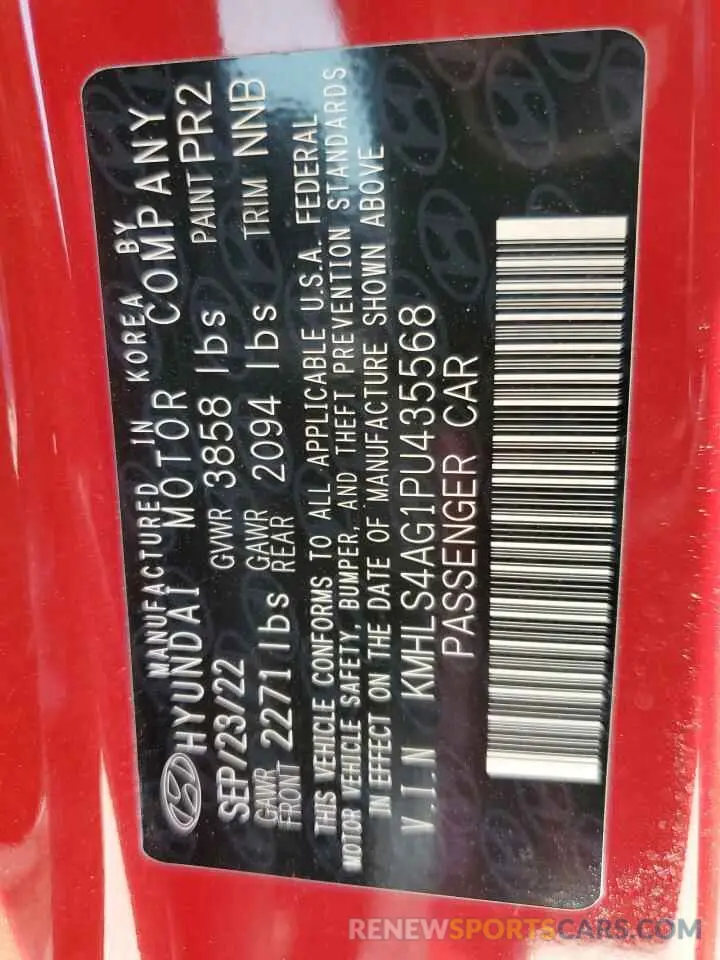 MANUFACTURED IN KOREA BY
HYUNDAI MOTOR COMPANY
SEP/23/22 GVWR 3858 lbs PAINT PR2
GAWR FRONT 2271 lbs GAWR REAR 2094 lbs TRIM NNB
THIS VEHICLE CONFORMS TO ALL APPLICABLE U.S.A. FEDERAL
MOTOR VEHICLE SAFETY, BUMPER, AND THEFT PREVENTION STANDARDS
IN EFFECT ON THE DATE OF MANUFACTURE SHOWN ABOVE
V.I.N KMHLS4AG1PU435568
PASSENGER CAR
RENEWSPORTSCARS.COM